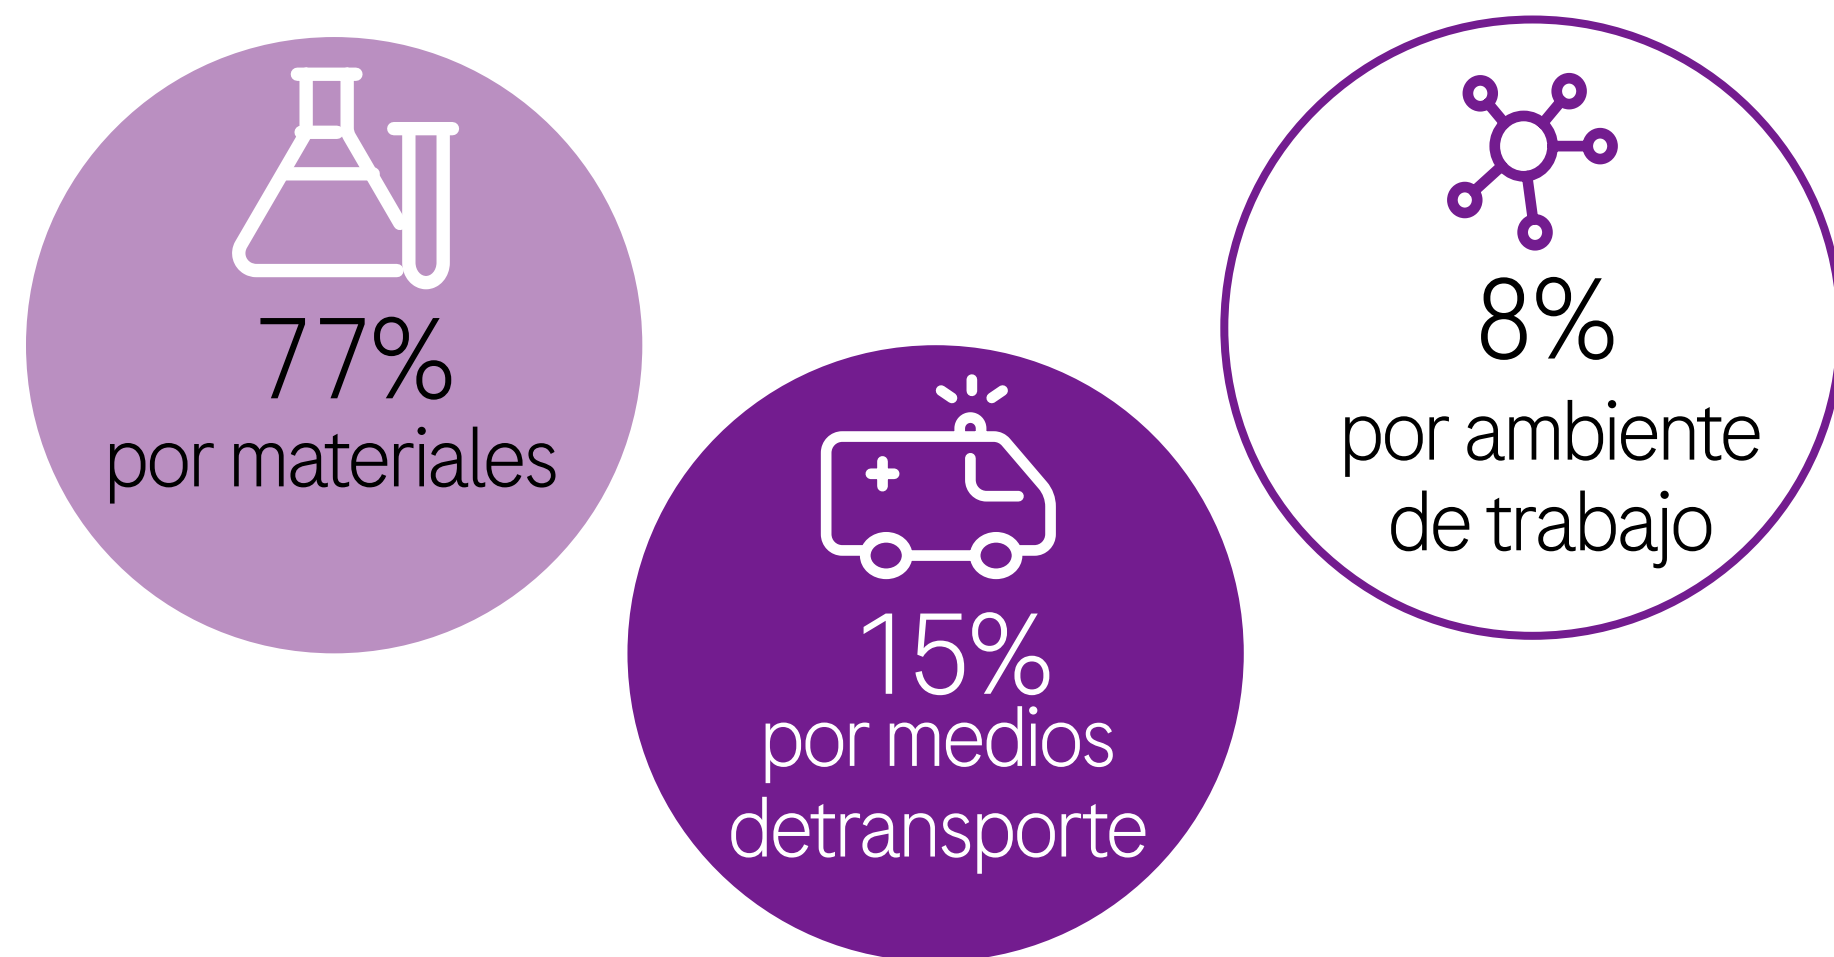 77%
por materiales
15%
por medios
detransporte
8%
por ambiente
de trabajo